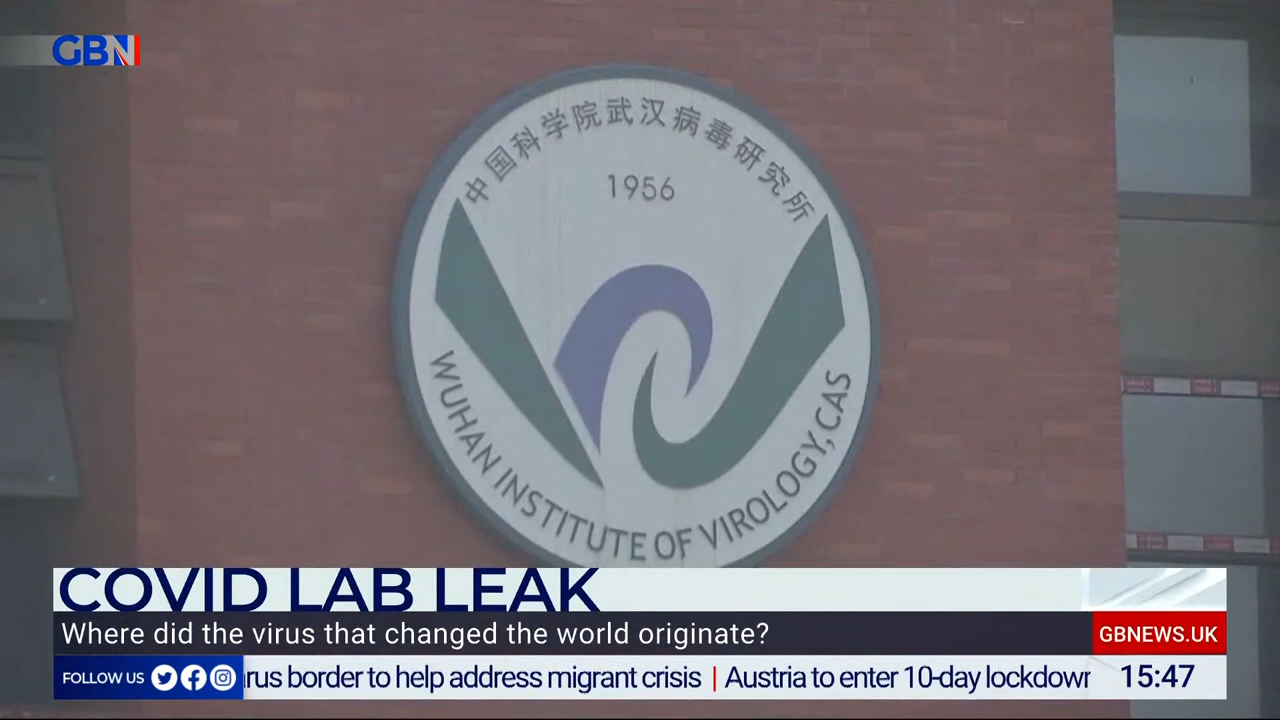 GBN
中国科学院武汉病毒研究所
1956
WUHAN INSTITUTE OF VIROLOGY, CAS
COVID LAB LEAK
Where did the virus that changed the world originate?
GBNEWS.UK
FOLLOW US
rus border to help address migrant crisis | Austria to enter 10-day lockdown
15:47